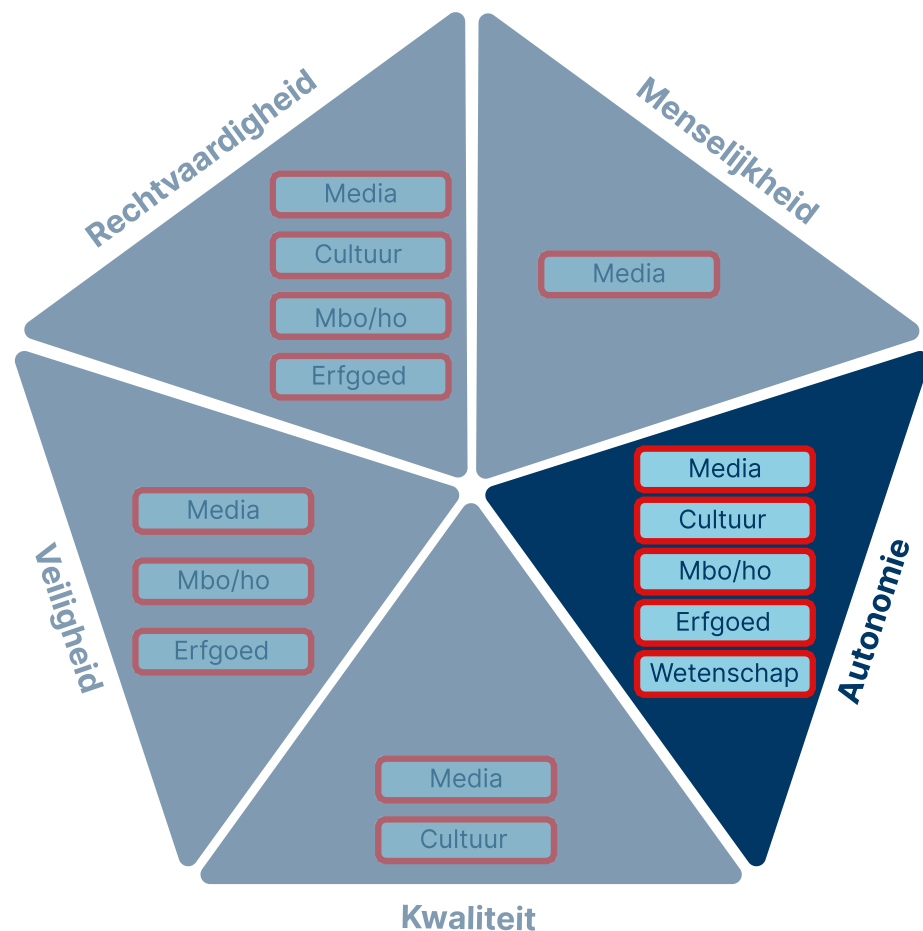 Rechtvaardigheid
Media
Cultuur
Mbo/ho
Erfgoed
Menselijkheid
Media
Autonomie
Media
Cultuur
Mbo/ho
Erfgoed
Wetenschap
Kwaliteit
Media
Cultuur
Veiligheid
Media
Mbo/ho
Erfgoed